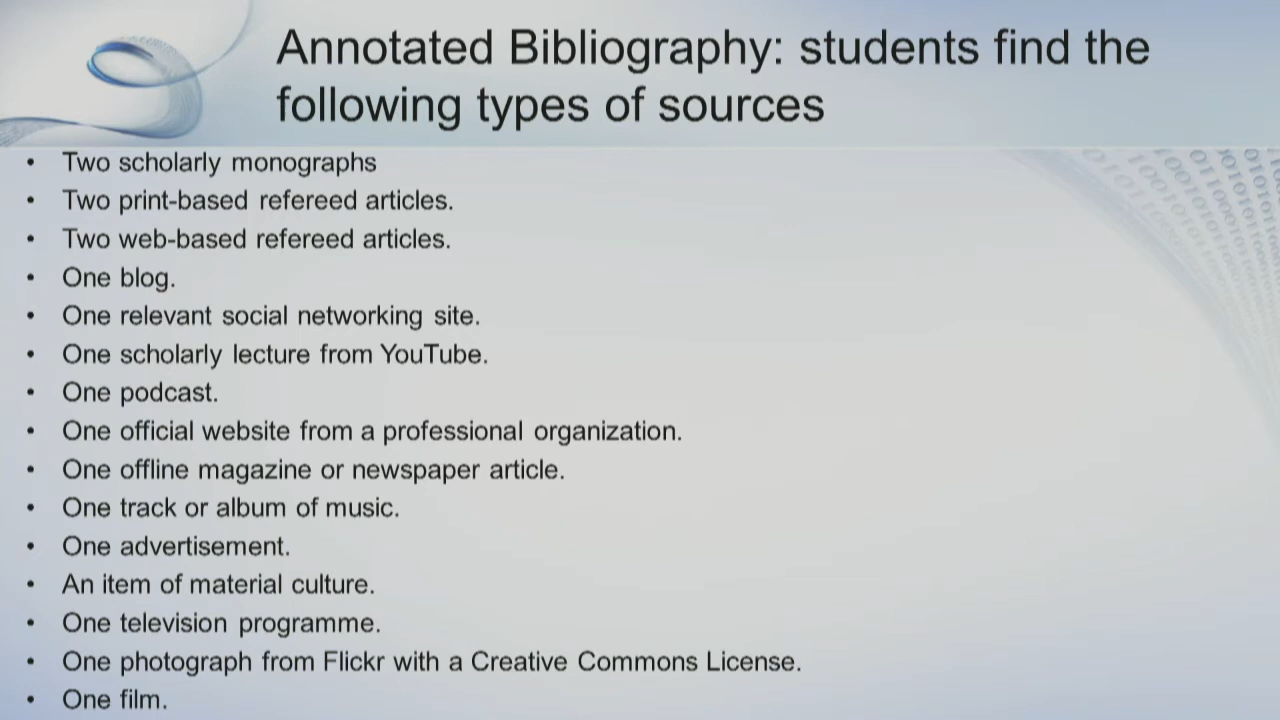 Annotated Bibliography: students find the
following types of sources
• Two scholarly monographs
• Two print-based refereed articles.
• Two web-based refereed articles.
• One blog.
• One relevant social networking site.
• One scholarly lecture from YouTube.
• One podcast.
• One official website from a professional organization.
• One offline magazine or newspaper article.
• One track or album of music.
• One advertisement.
• An item of material culture.
• One television programme.
• One photograph from Flickr with a Creative Commons License.
• One film.